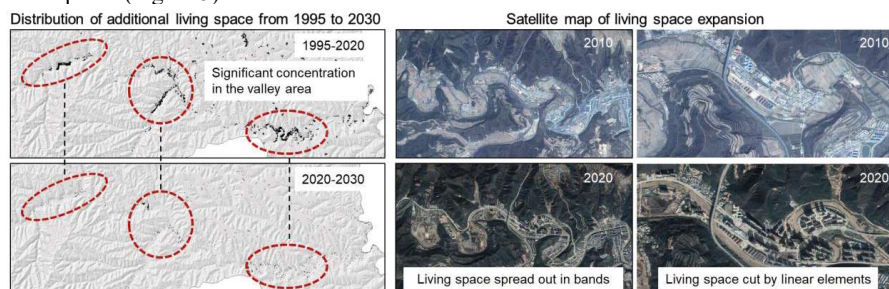 Distribution of additional living space from 1995 to 2030
Satellite map of living space expansion
1995-2020
Significant concentration
in the valley area
2020-2030
2010
2010
2020
Living space spread out in bands
2020
Living space cut by linear elements